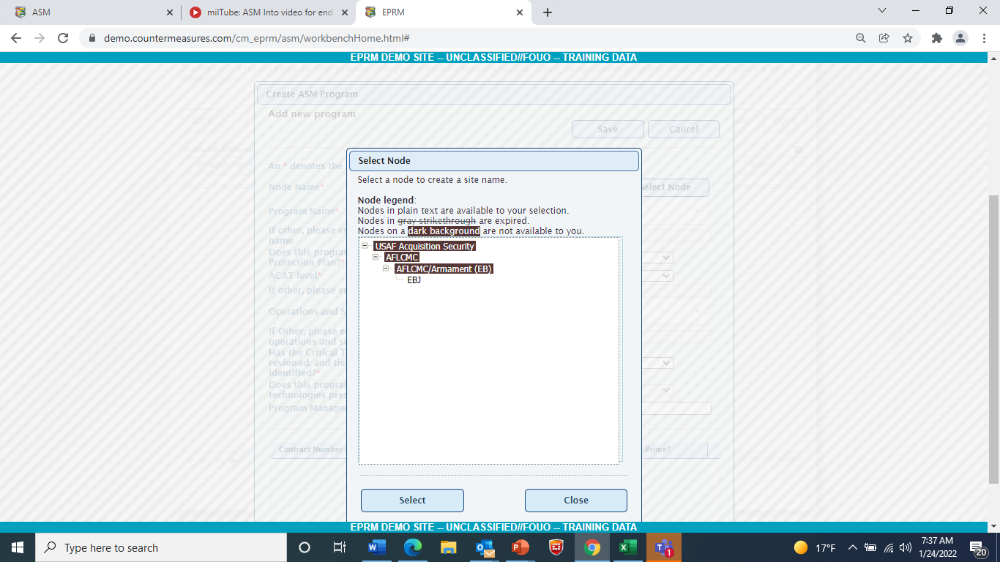 ASM
milTube: ASM Into video for end
EPRM
demo.countermeasures.com/cm_eprm/asm/workbenchHome.html#
EPRM DEMO SITE -- UNCLASSIFIED//FOUO -- TRAINING DATA
Create ASM Program
Add new program
Save
Cancel
An * denotes the
Node Name*
elect Node
Program Name*
If other, please en
name
Does this progra
Protection Plan?*
ACAT level*
If other, please en
Operations and S
If Other, please e
operations and su
Has the Critical T
reviewed, and tie
identified?*
Does this progra
technologies pres
Program Manager
Contract Number
Prime?
Select Node
Select a node to create a site name.
Node legend:
Nodes in plain text are available to your selection.
Nodes in gray strikethrough are expired.
Nodes on a dark background are not available to you.
USAF Acquisition Security
AFLCMC
AFLCMC/Armament (EB)
EBJ
Select
Close
EPRM DEMO SITE -- UNCLASSIFIED//FOUO -- TRAINING DATA
Type here to search
1
17°F
7:37 AM
1/24/2022
20